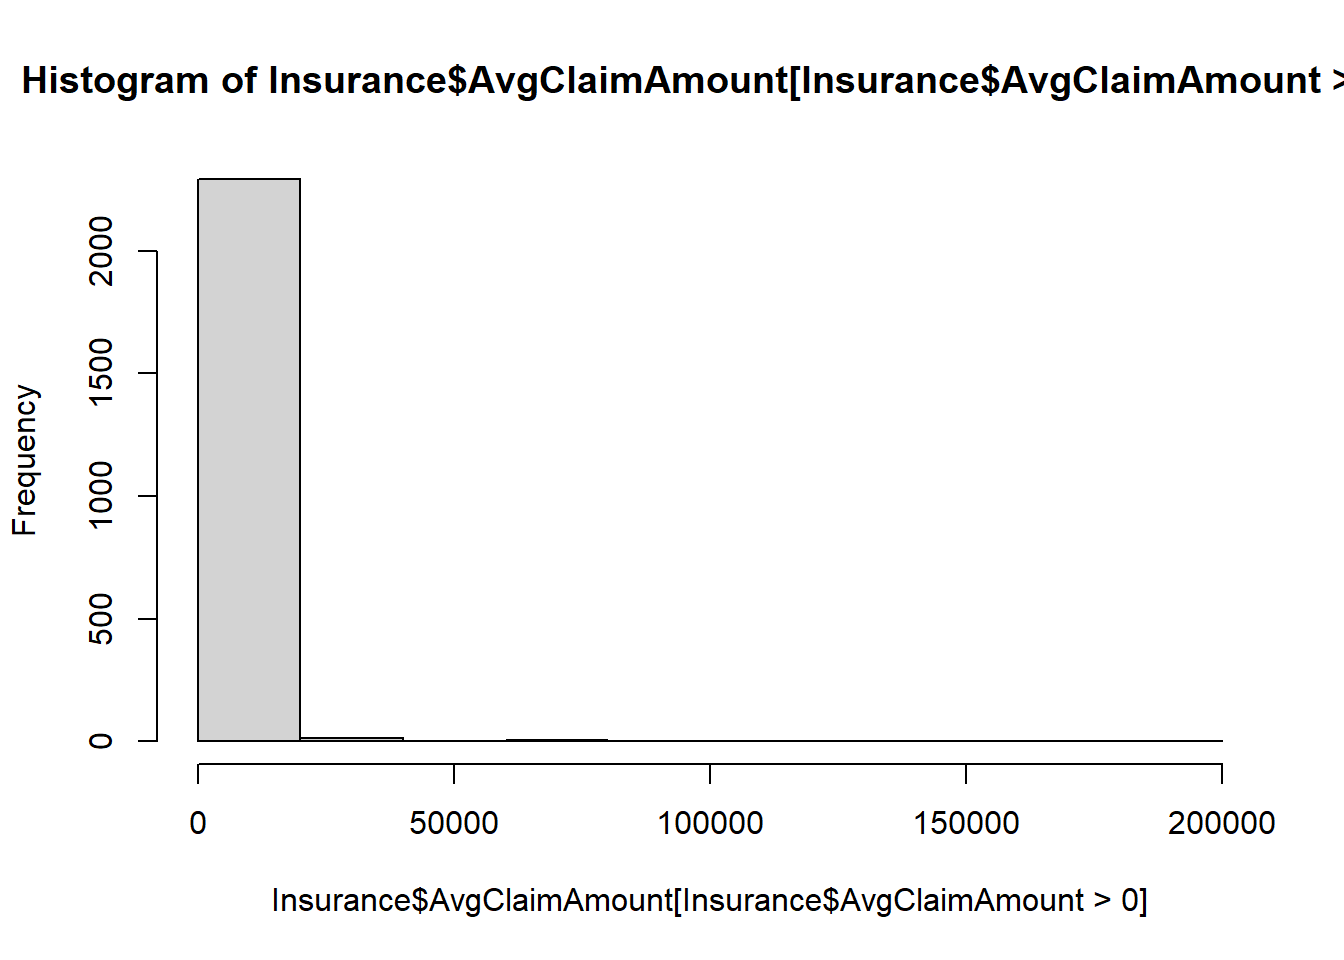 Histogram of Insurance$AvgClaimAmount[Insurance$AvgClaimAmount >
Frequency
2000
1500
1000
500
0
0 50000 100000 150000 200000
Insurance$AvgClaimAmount[Insurance$AvgClaimAmount > 0]